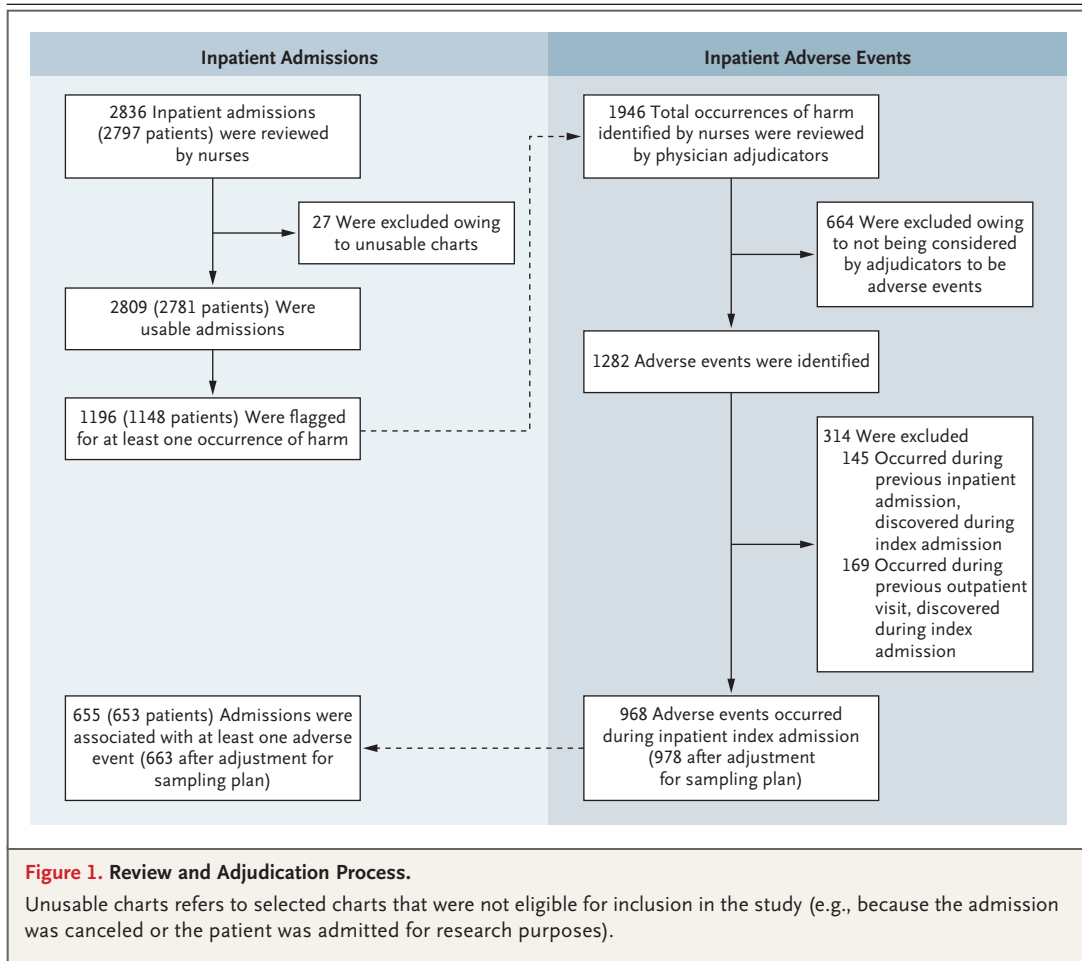 Inpatient Admissions
2836 Inpatient admissions
(2797 patients) were reviewed
by nurses
27 Were excluded owing
to unusable charts
2809 (2781 patients) Were
usable admissions
1196 (1148 patients) Were flagged
for at least one occurrence of harm
655 (653 patients) Admissions were
associated with at least one adverse
event (663 after adjustment for
sampling plan)
Inpatient Adverse Events
1946 Total occurrences of harm
identified by nurses were reviewed
by physician adjudicators
664 Were excluded owing
to not being considered
by adjudicators to be
adverse events
1282 Adverse events were identified
314 Were excluded
145 Occurred during
previous inpatient
admission,
discovered during
index admission
169 Occurred during
previous outpatient
visit, discovered
during index
admission
968 Adverse events occurred
during inpatient index admission
(978 after adjustment
for sampling plan)
Figure 1. Review and Adjudication Process.
Unusable charts refers to selected charts that were not eligible for inclusion in the study (e.g., because the admission
was canceled or the patient was admitted for research purposes).